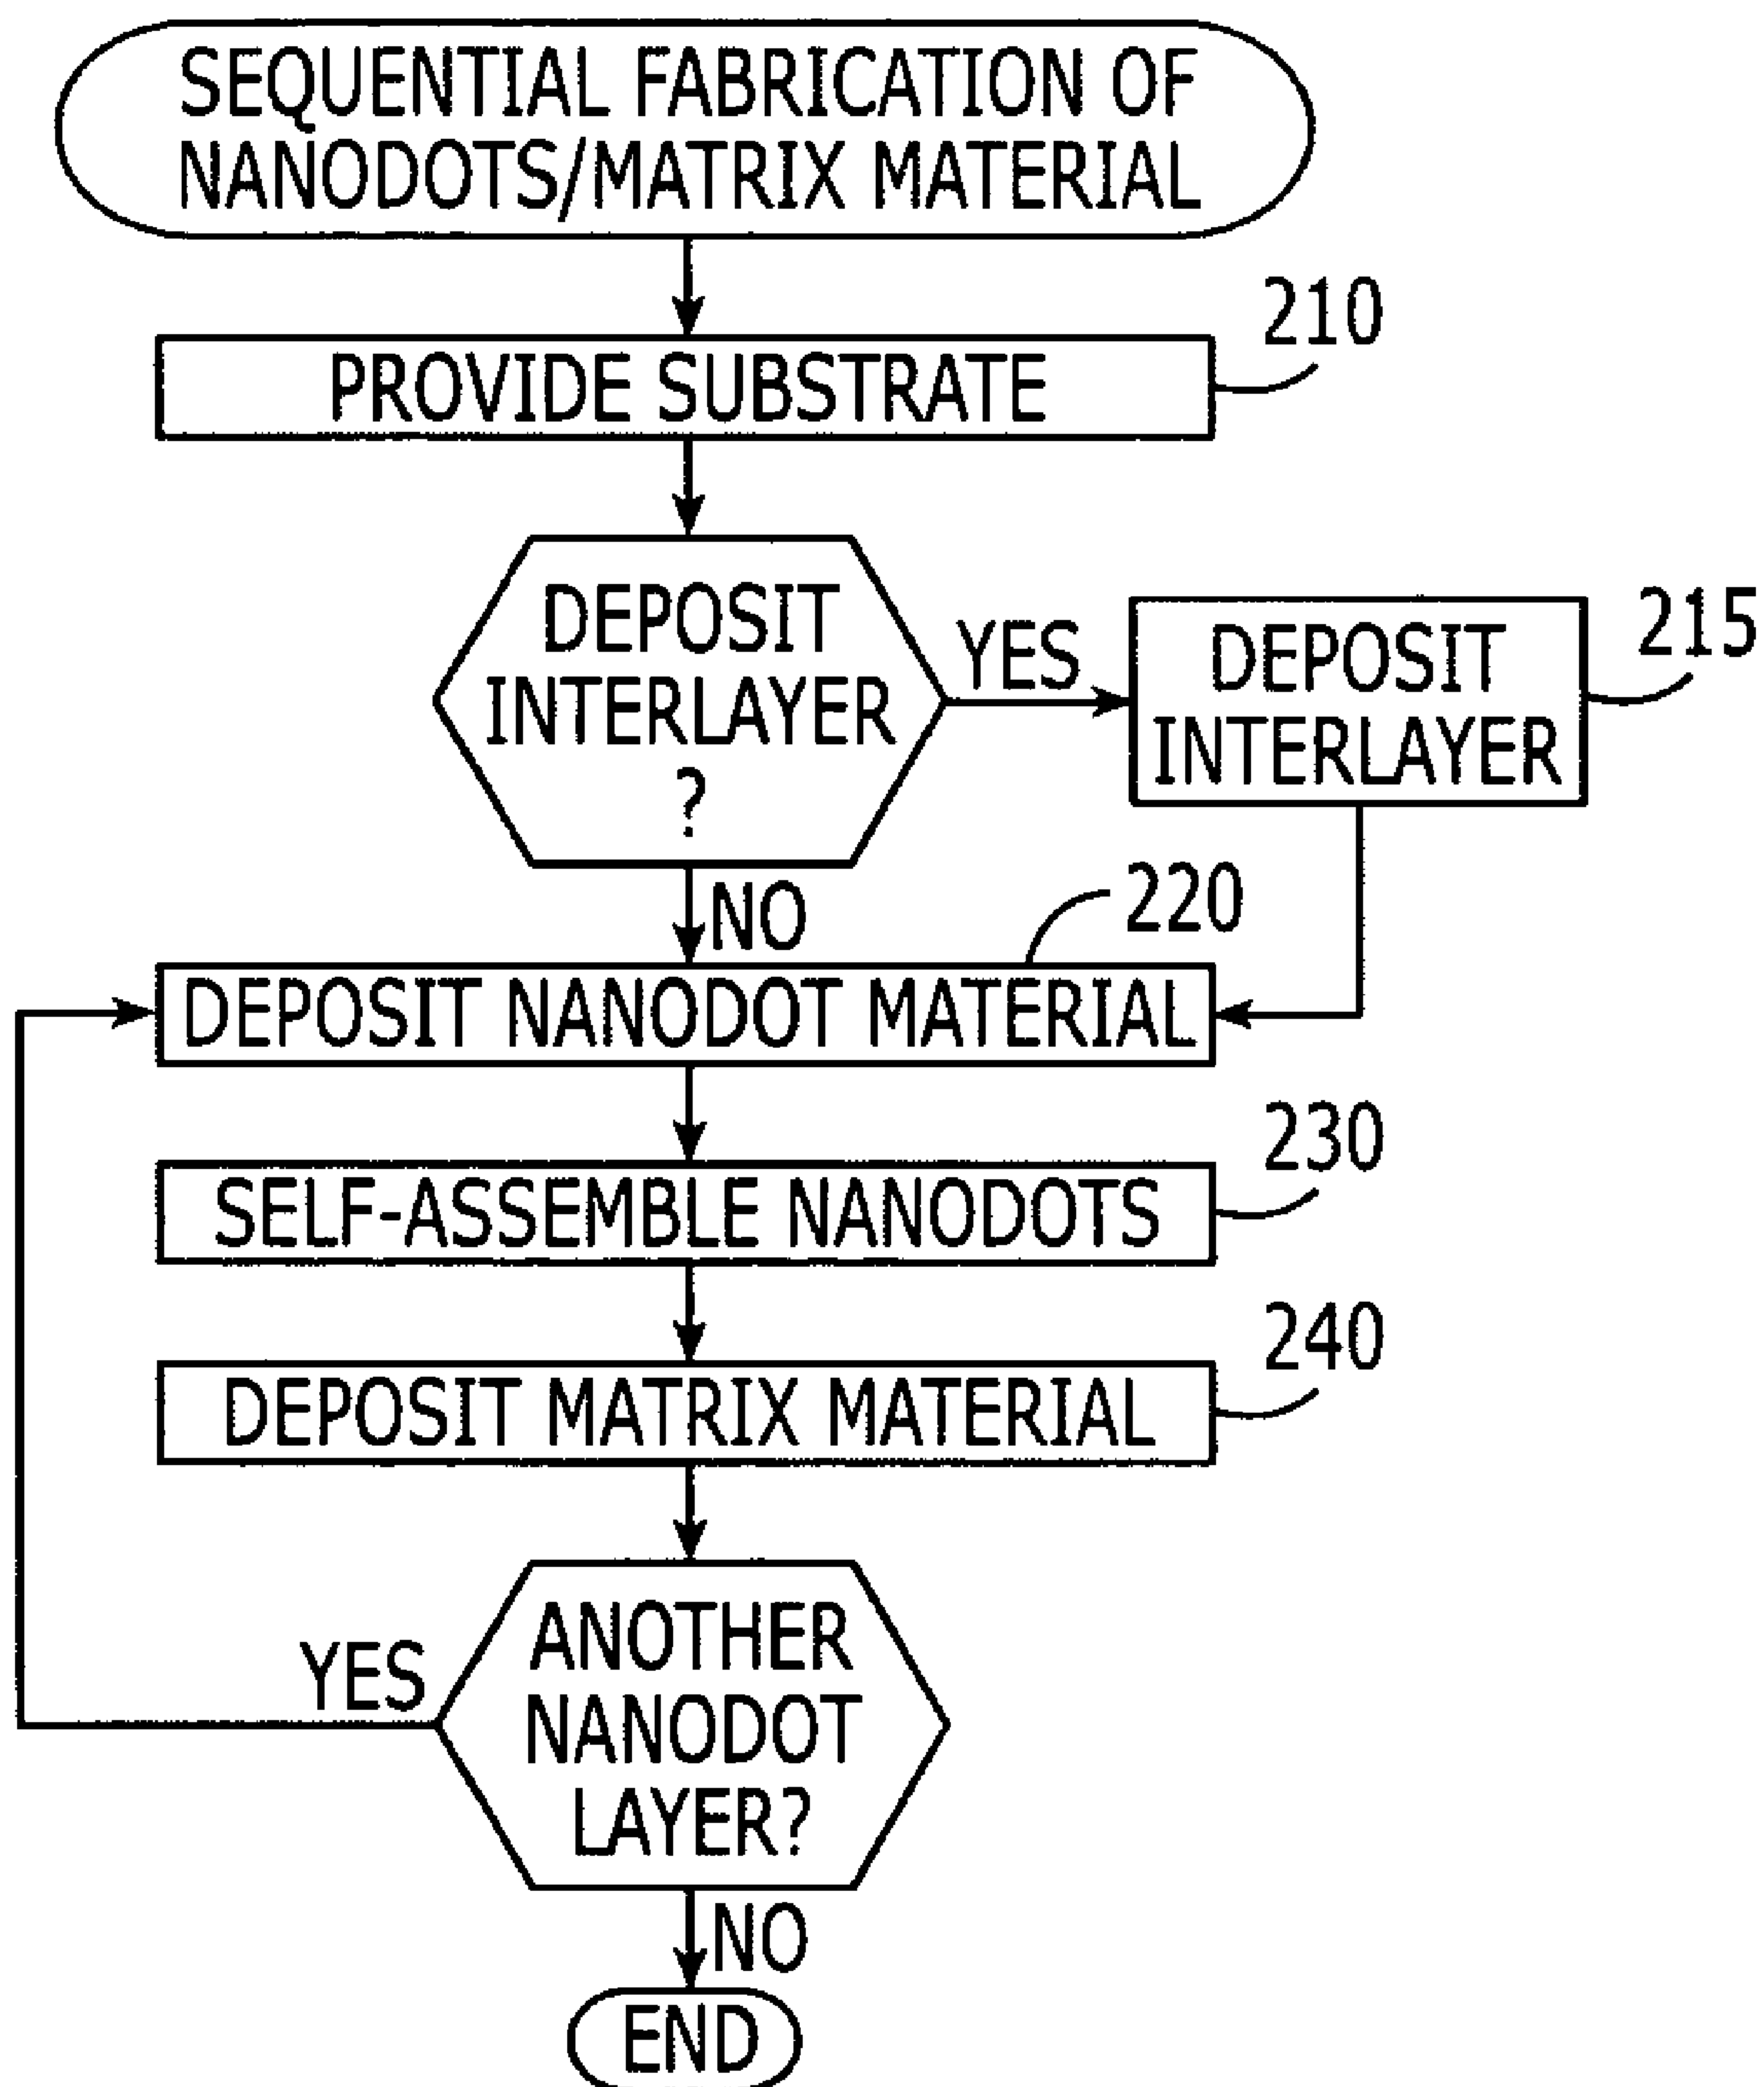 SEQUENTIAL FABRICATION OF
NANODOTS/MATRIX MATERIAL
210
PROVIDE SUBSTRATE
DEPOSIT
INTERLAYER
?
YES
215
DEPOSIT
INTERLAYER
NO
220
DEPOSIT NANODOT MATERIAL
230
SELF-ASSEMBLE NANODOTS
240
DEPOSIT MATRIX MATERIAL
ANOTHER
NANODOT
LAYER?
YES
NO
END